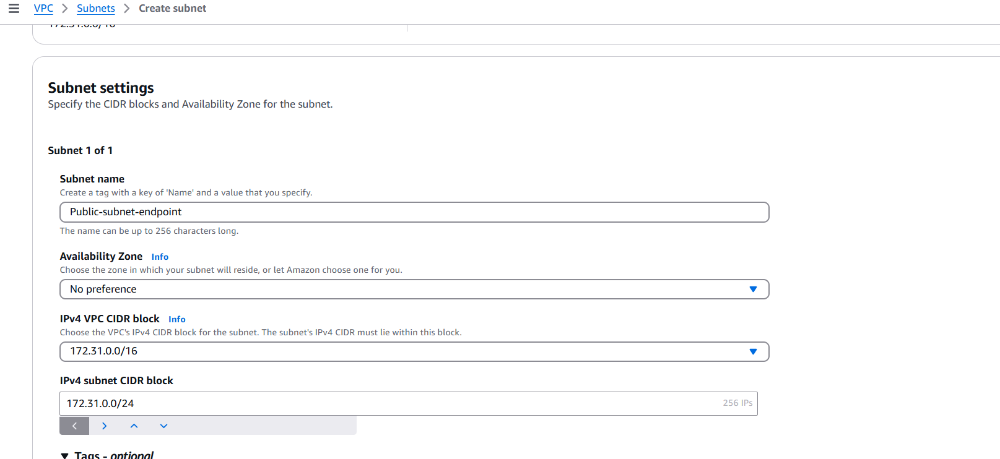 VPC > Subnets > Create subnet
172.31.0.0/16
Subnet settings
Specify the CIDR blocks and Availability Zone for the subnet.
Subnet 1 of 1
Subnet name
Create a tag with a key of 'Name' and a value that you specify.
Public-subnet-endpoint
The name can be up to 256 characters long.
Availability Zone Info
Choose the zone in which your subnet will reside, or let Amazon choose one for you.
No preference
IPv4 VPC CIDR block Info
Choose the VPC's IPv4 CIDR block for the subnet. The subnet's IPv4 CIDR must lie within this block.
172.31.0.0/16
IPv4 subnet CIDR block
172.31.0.0/24 256 IPs
Tags - optional